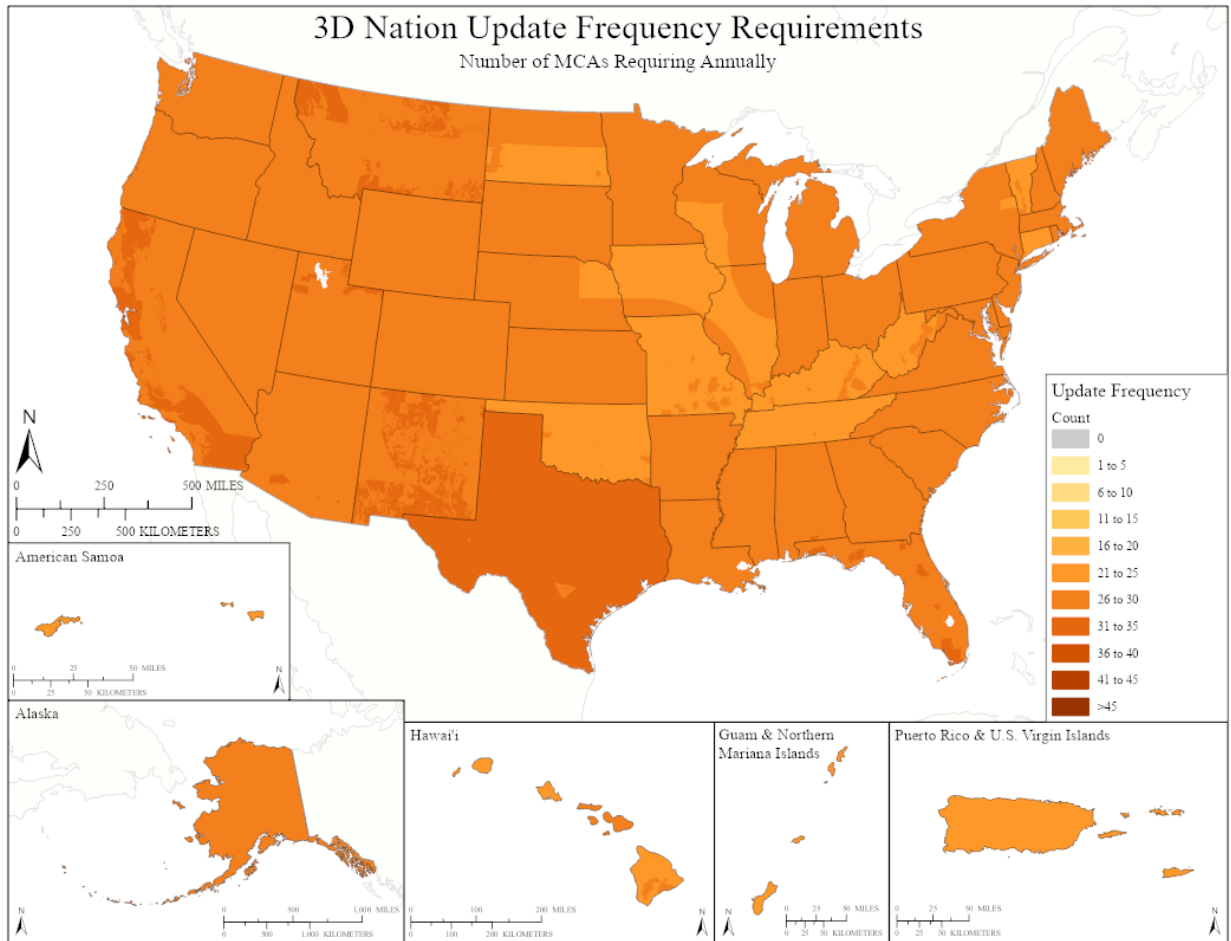 3D Nation Update Frequency Requirements
Number of MCAs Requiring Annually
N
0 250 500 MILES
0 250 500 KILOMETERS
Update Frequency
Count
0
1 to 5
6 to 10
11 to 15
16 to 20
21 to 25
26 to 30
31 to 35
36 to 40
41 to 45
>45
American Samoa
0 25 50 MILES
0 25 50 KILOMETERS
N
Alaska
N
0 500 1,000 MILES
0 500 1,000 KILOMETERS
Hawai'i
0 100 200 MILES
0 100 200 KILOMETERS
N
Guam & Northern
Mariana Islands
0 25 50 MILES
0 25 50 KILOMETERS
N
Puerto Rico & U.S. Virgin Islands
0 25 50 MILES
0 25 50 KILOMETERS
N